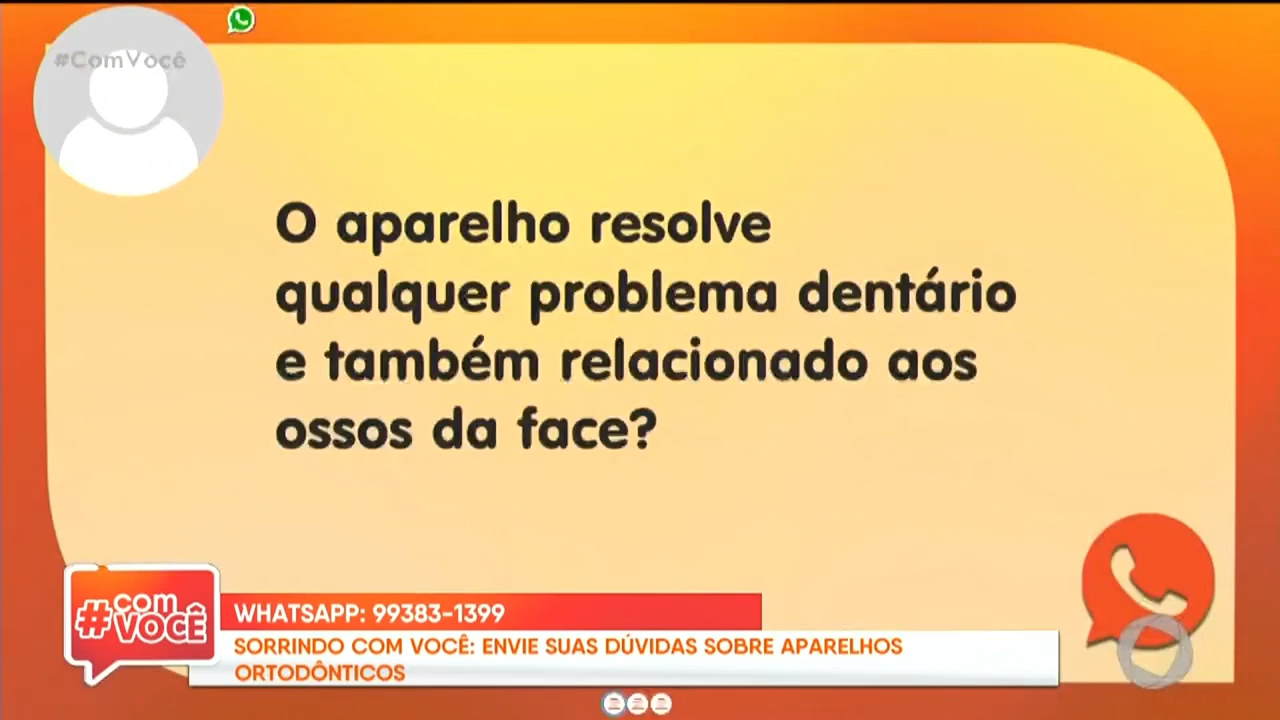 #ComVocê
O aparelho resolve
qualquer problema dentário
e também relacionado aos
ossos da face?
#com
VOCÊ
WHATSAPP: 99383-1399
SORRINDO COM VOCÊ: ENVIE SUAS DÚVIDAS SOBRE APARELHOS
ORTODÔNTICOS